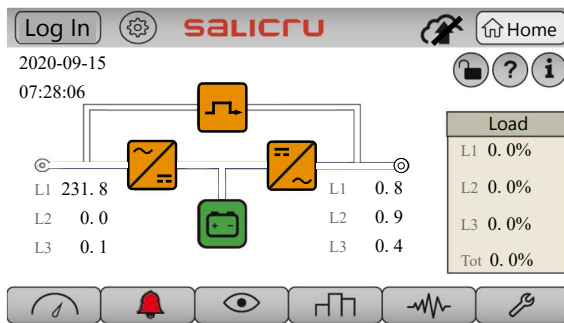 Log In SALICRU Home
2020-09-15
07:28:06
Load
L1 0.0%
L2 0.0%
L3 0.0%
Tot 0.0%
L1 231.8
L2 0.0
L3 0.1
L1 0.8
L2 0.9
L3 0.4